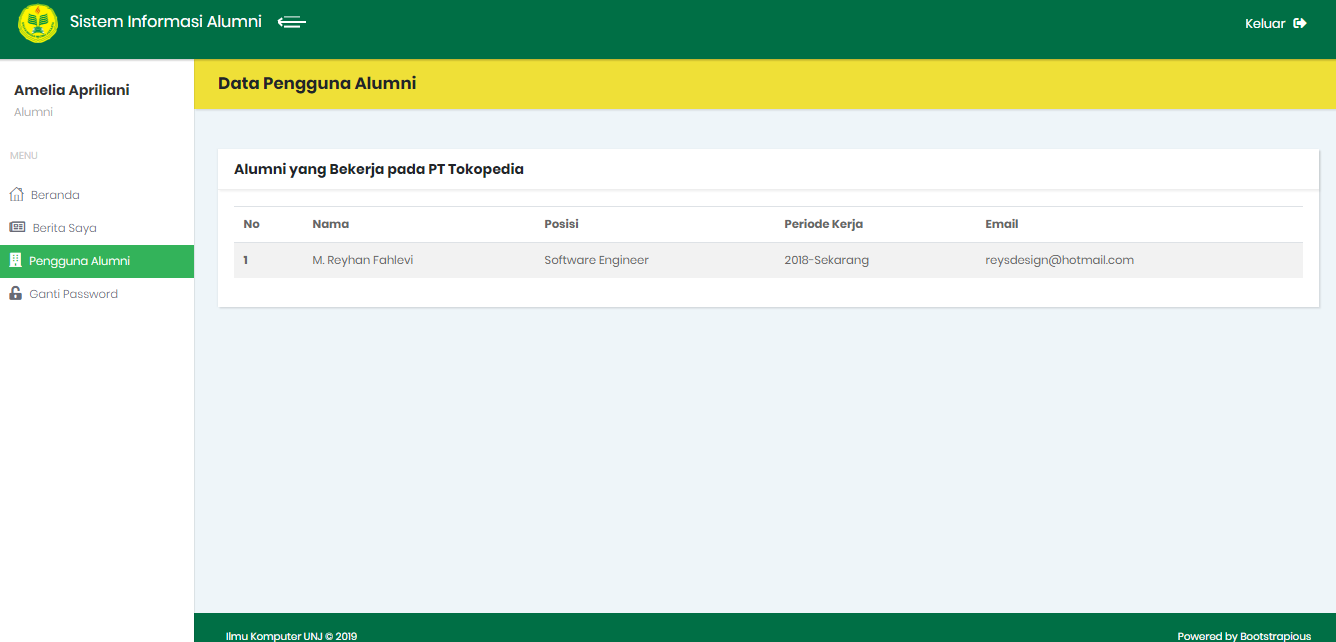 Sistem Informasi Alumni
Keluar
Amelia Apriliani
Alumni
MENU
Beranda
Berita Saya
Pengguna Alumni
Ganti Password
Data Pengguna Alumni
Alumni yang Bekerja pada PT Tokopedia
No Nama Posisi Periode Kerja Email
1 M. Reyhan Fahlevi Software Engineer 2018-Sekarang reysdesign@hotmail.com
Ilmu Komputer UNJ © 2019
Powered by Bootstrapious